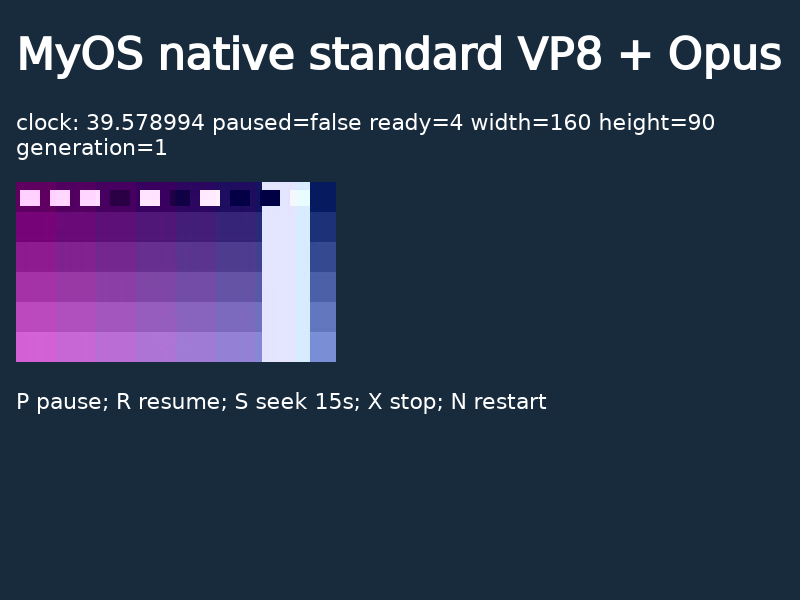 MyOS native standard VP8 + Opus
clock: 39.578994 paused=false ready=4 width=160 height=90
generation=1
P pause; R resume; S seek 15s; X stop; N restart